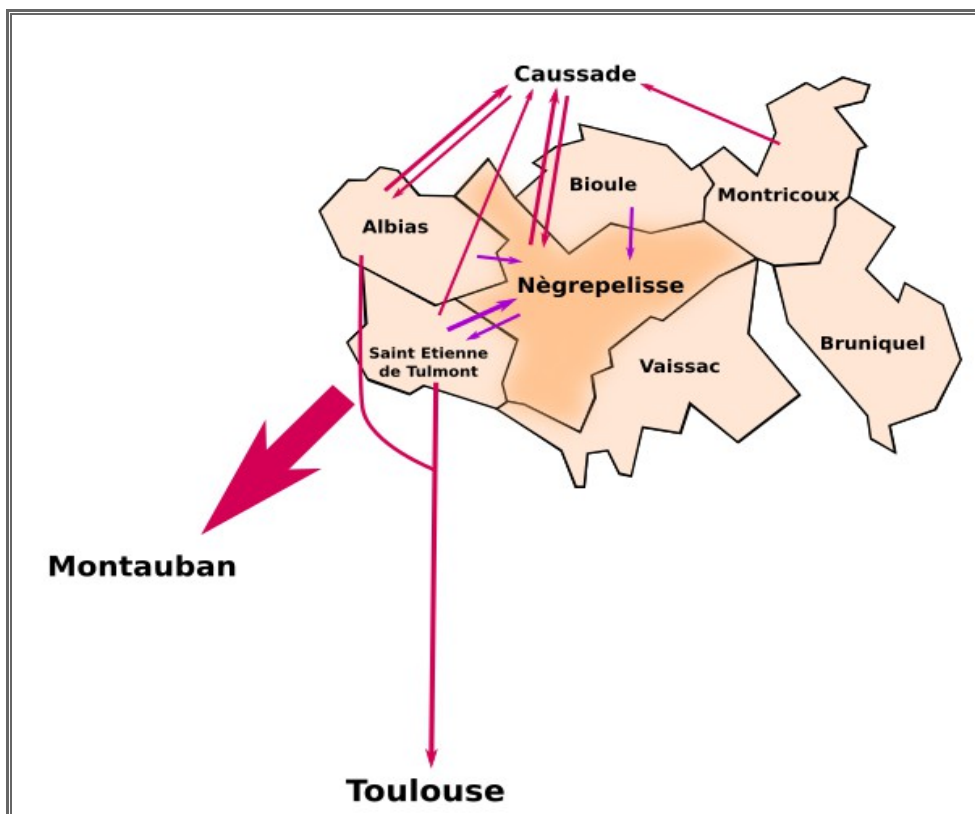 Caussade
Bioule
Montricoux
Albias
Nègrepelisse
Bruniquel
Saint Etienne
de Tulmont
Vaissac
Montauban
Toulouse